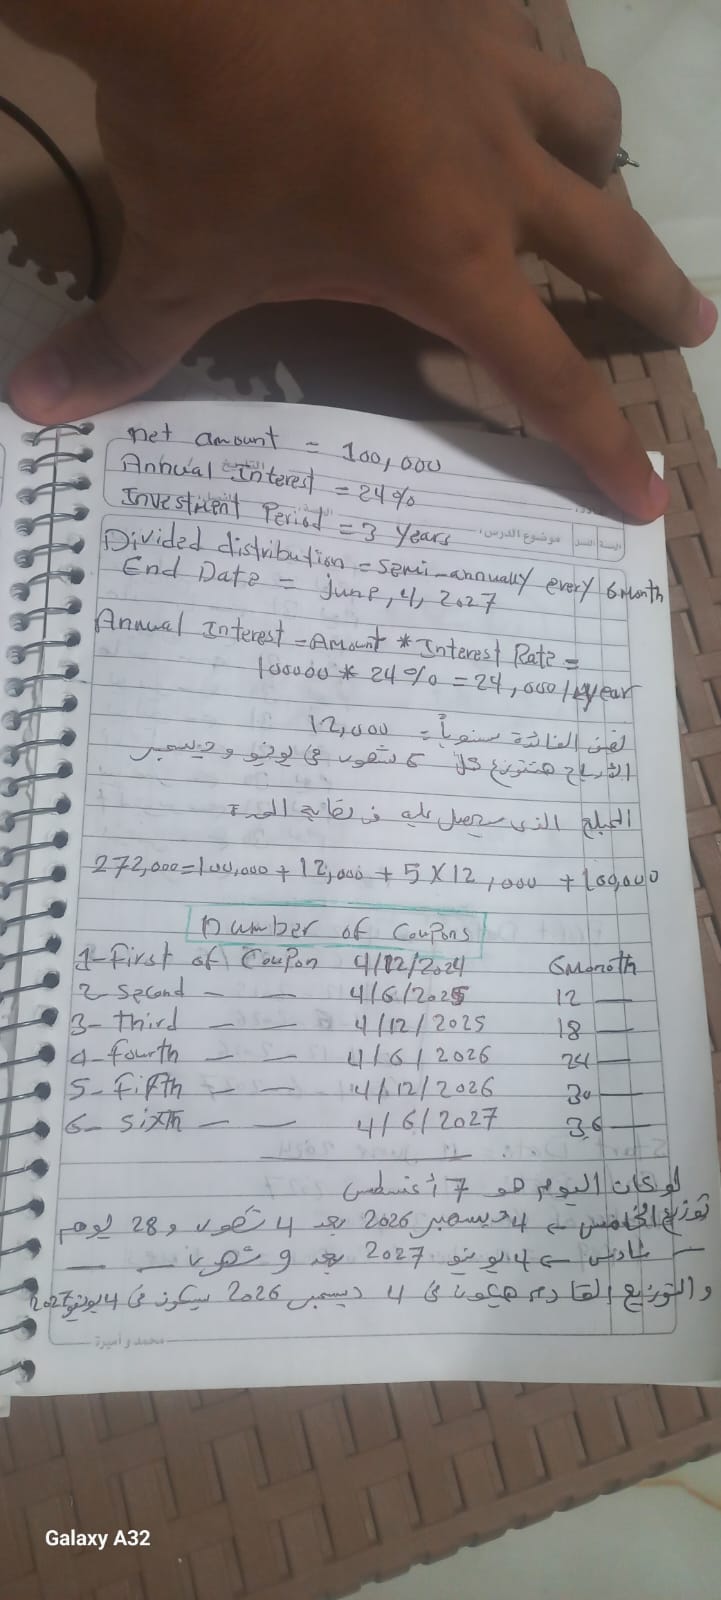 net amount = 100,000
Annual Interest = 24%
Investment Period = 3 Years
موضوع الدرس:
Divided distribution = Semi-annually every 6 Month
End Date = june, 4, 2027
Annual Interest = Amount * Interest Rate =
100000 * 24% = 24,000 / year
نصف الفائدة سنوياً = 12,000
الأرباح هتتوزع كل 6 شهور في يونيو و ديسمبر
المبلغ الذي سيحصل عليه في نهاية المدة
272,000 = 100,000 + 12,000 + 5 X 12,000 + 100,000
Number of Coupons
1- First of Coupon 4/12/2024 6 Monoth
2- Second — — 4/6/2025 12 —
3- third — — 4/12/2025 18 —
4- fourth — — 4/6/2026 24 —
5- fifth — — 4/12/2026 30 —
6- sixth — — 4/6/2027 36 —
لو كان اليوم هو 7 أغسطس
توزيع الخامس ← 4 ديسمبر 2026 بعد 4 شهور و 28 يوم
— سادس ← 4 يونيو 2027 بعد 9 شهور — —
و التوزيع القادم هيكون في 4 ديسمبر 2026 سيكون في 4 يونيو 2027
محمد و أميرة
Galaxy A32